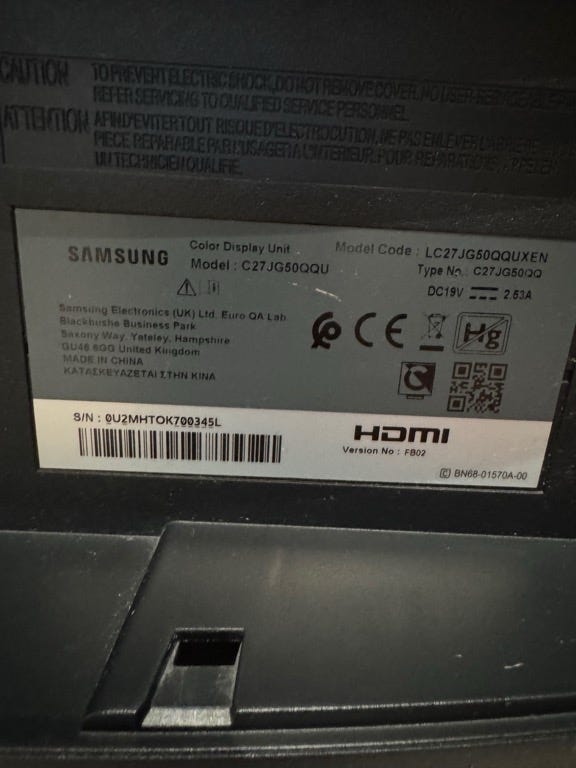 CAUTION
TO PREVENT ELECTRIC SHOCK, DO NOT REMOVE COVER. NO USER-
REFER SERVICING TO QUALIFIED SERVICE PERSONNEL.
ATTENTION
AFIN D'EVITER TOUT RISQUE D'ELECTROCUTION, NE PAS ENLEVER
PIECE REPARABLE PAR L'USAGER A L'INTERIEUR. POUR REPARATIONS,
UN TECHNICIEN QUALIFIE.
SAMSUNG
Color Display Unit
Model : C27JG50QQU
Model Code : LC27JG50QQUXEN
Type No. : C27JG50QQ
DC19V 2.53A
Samsung Electronics (UK) Ltd. Euro QA Lab.
Blackbushe Business Park
Saxony Way, Yateley, Hampshire
GU46 6GG United Kingdom
MADE IN CHINA
ΚΑΤΑΣΚΕΥΑΖΕΤΑΙ ΣΤΗΝ ΚΙΝΑ
CE
Hg
S/N : 0U2MHTOK700345L
HDMI
Version No : FB02
BN68-01570A-00